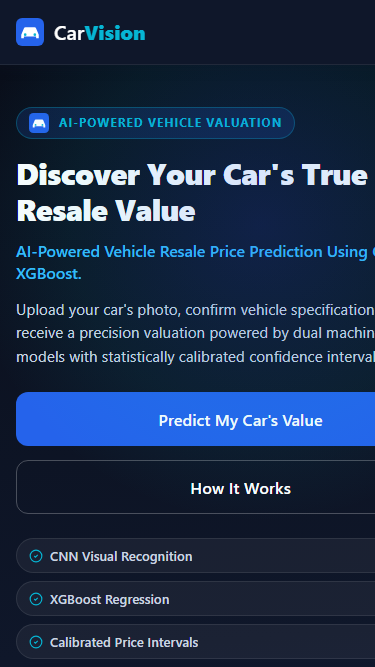 CarVision
AI-POWERED VEHICLE VALUATION
Discover Your Car's True
Resale Value
AI-Powered Vehicle Resale Price Prediction Using
XGBoost.
Upload your car's photo, confirm vehicle specification
receive a precision valuation powered by dual machin
models with statistically calibrated confidence interval
Predict My Car's Value
How It Works
CNN Visual Recognition
XGBoost Regression
Calibrated Price Intervals